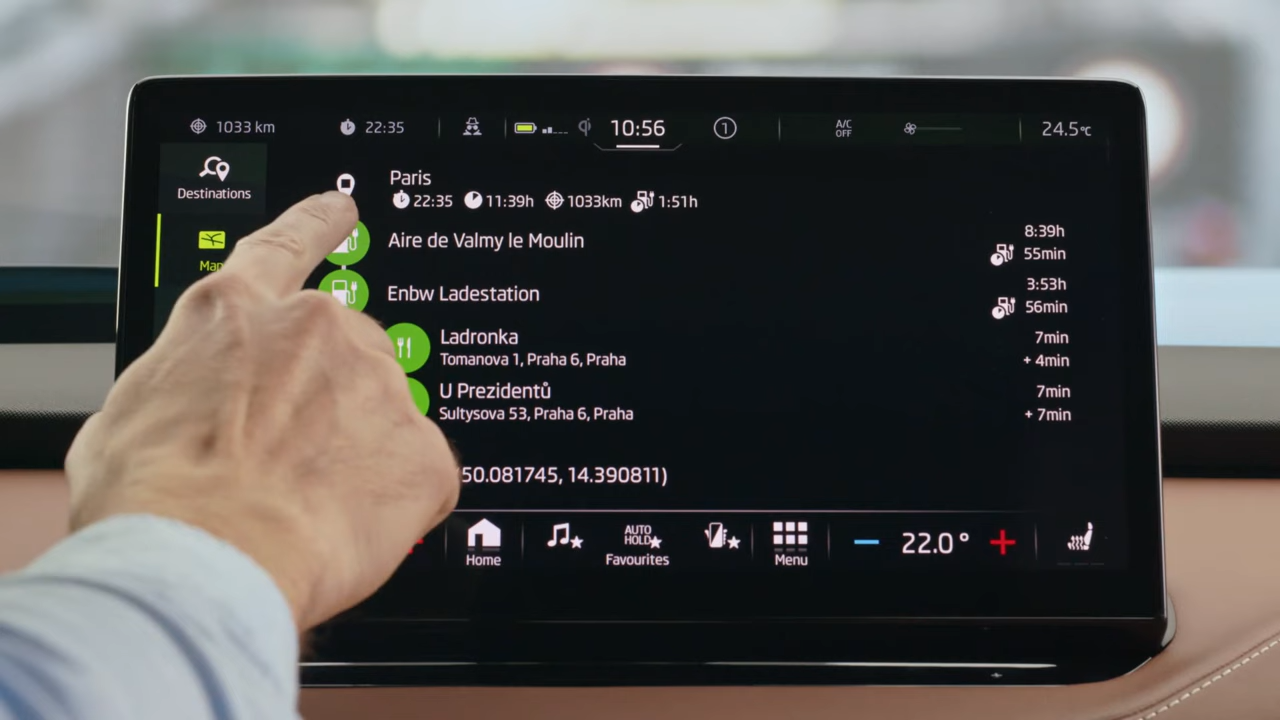 1033 km 22:35 10:56 1 A/C OFF 24.5°C
Destinations
Map
Paris
22:35 11:39h 1033km 1:51h
Aire de Valmy le Moulin
8:39h
55min
Enbw Ladestation
3:53h
56min
Ladronka
7min
Tomanova 1, Praha 6, Praha
+ 4min
U Prezidentů
7min
Sultysova 53, Praha 6, Praha
+ 7min
50.081745, 14.390811)
Home
AUTO HOLD
Favourites
Menu
22.0°